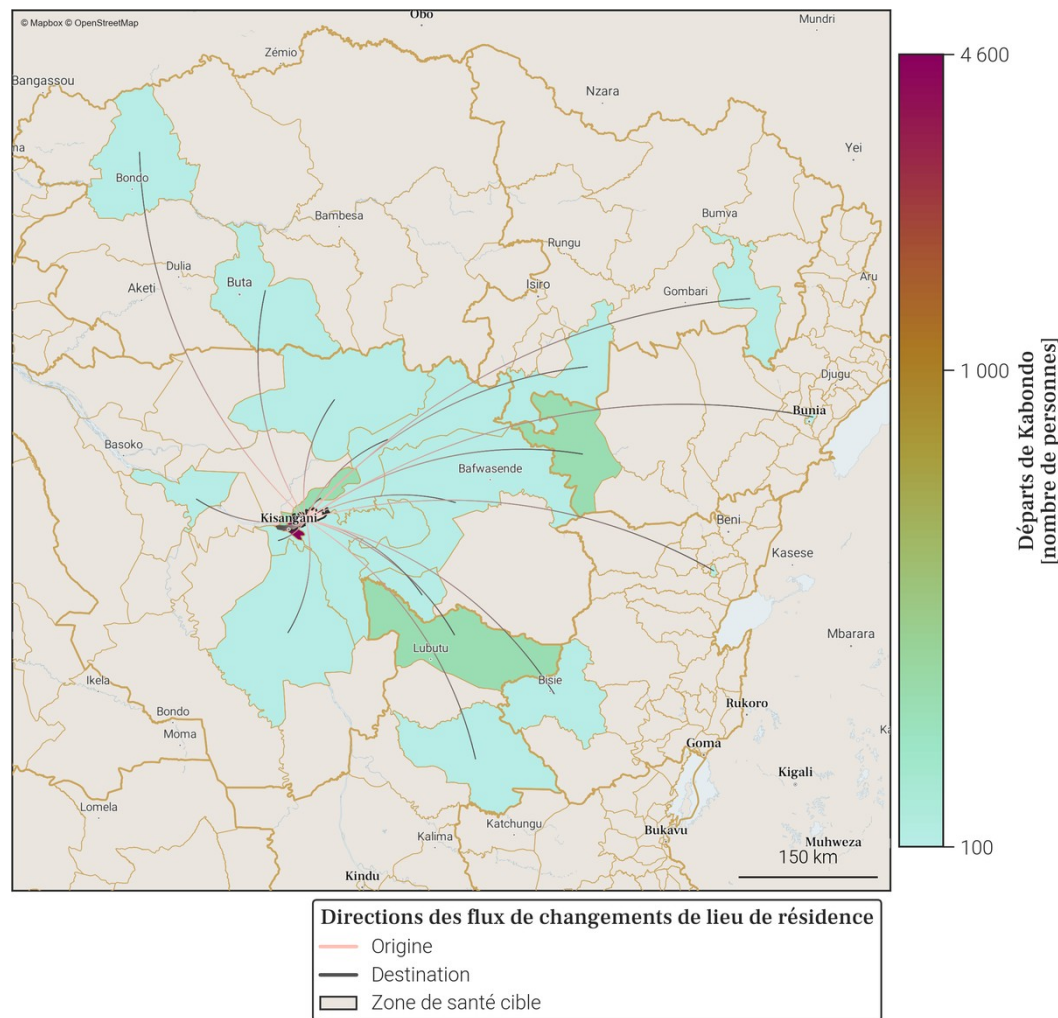 © Mapbox © OpenStreetMap
Obo
Mundri
Zémio
Bangassou
Nzara
Yei
na
Bondo
Bambesa
Bumva
Rungu
Dulia
Buta
Aketi
Isiro
Gombari
Aru
Djugu
Bunia
Basoko
Bafwasende
Kisangani
Beni
Kasese
Mbarara
Lubutu
Ikela
Bisie
Rukoro
Bondo
Moma
Ka
Goma
Kigali
Lomela
Katchungu
Bukavu
Kalima
Muhweza
150 km
Kindu
4 600
1 000
100
Départs de Kabondo
[nombre de personnes]
Directions des flux de changements de lieu de résidence
Origine
Destination
Zone de santé cible